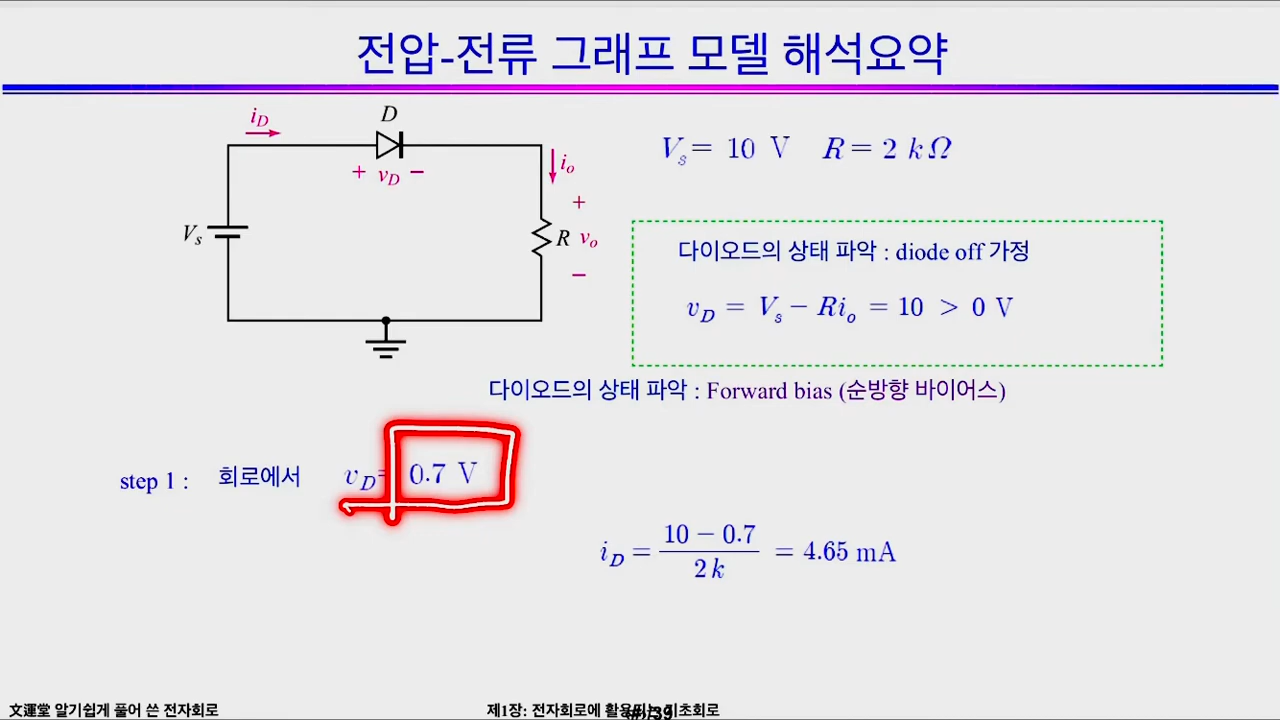 전압-전류 그래프 모델 해석요약
i_D
D
+ v_D −
i_o
V_s
+
R v_o
−
V_s = 10 V R = 2 kΩ
다이오드의 상태 파악 : diode off 가정
v_D = V_s − Ri_o = 10 > 0 V
다이오드의 상태 파악 : Forward bias (순방향 바이어스)
step 1 : 회로에서 v_D = 0.7 V
i_D = (10 − 0.7) / 2k = 4.65 mA
文運堂 알기쉽게 풀어 쓴 전자회로
제1장: 전자회로에 기초회로